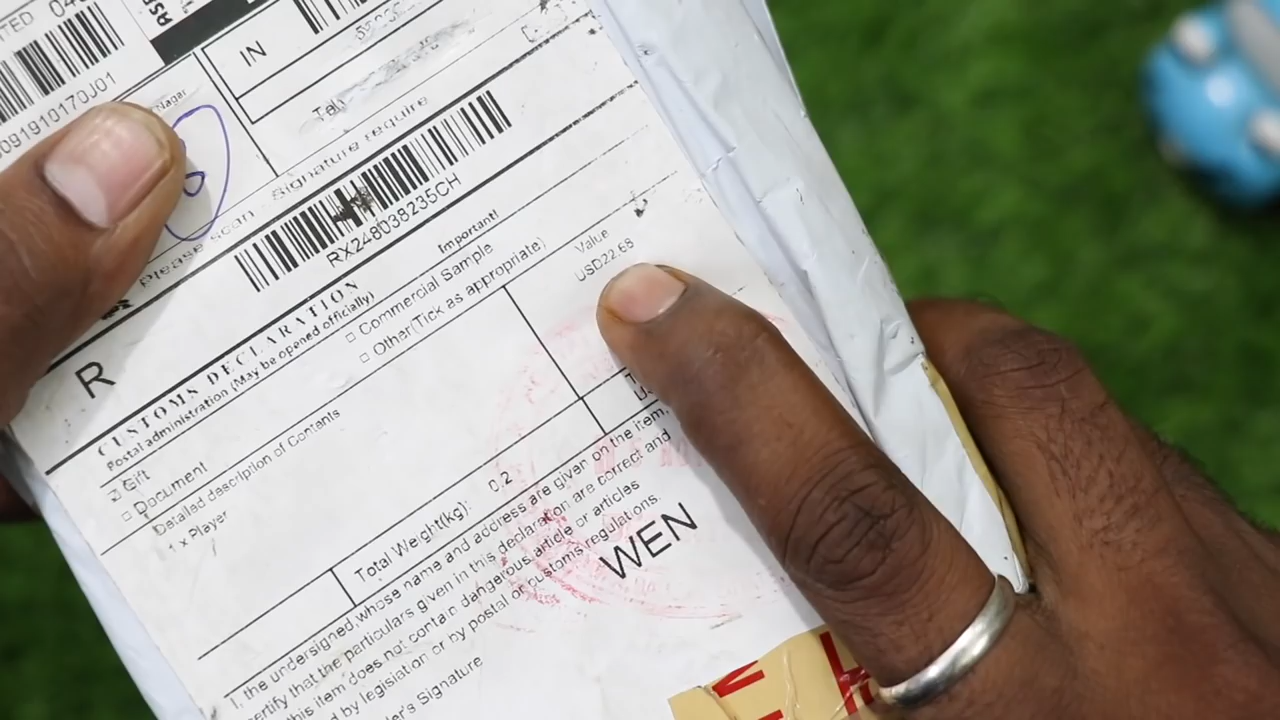 IN
Nagar
Tel:
Please scan Signature require
RX248038235CH
R
Important!
CUSTOMS DECLARATION
Postal administration (May be opened officially)
Gift
Commercial Sample
Document
Other(Tick as appropriate)
Detailed description of Contents
Value
1 x Player
USD22.68
Total Weight(kg):
0.2
I, the undersigned whose name and address are given on the item,
certify that the particulars given in this declaration are correct and
this item does not contain dangerous article or articles
by legislation or by postal or customs regulations.
Signature
WEN